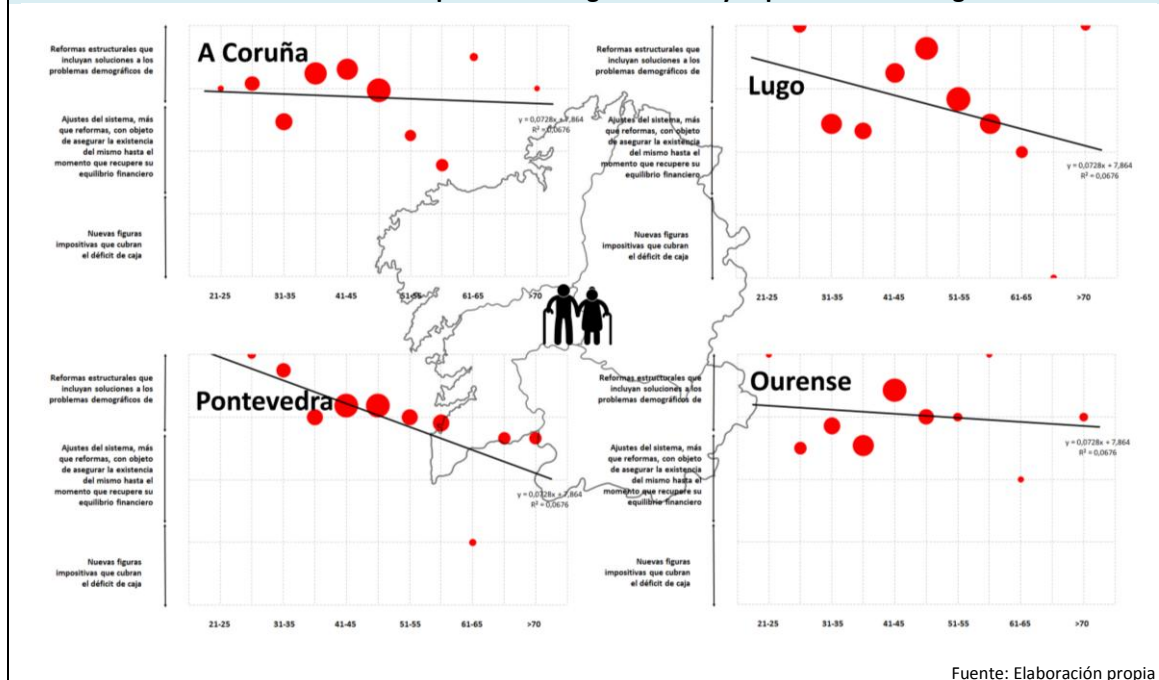 A Coruña
Reformas estructurales que
incluyan soluciones a los
problemas demográficos de
Ajustes del sistema, más
que reformas, con objeto
de asegurar la existencia
del mismo hasta el
momento que recupere su
equilibrio financiero
Nuevas figuras
impositivas que cubran
el déficit de caja
y = 0,0728x + 7,864
R² = 0,0676
21-25
31-35
41-45
51-55
61-65
>70
Lugo
Reformas estructurales que
incluyan soluciones a los
problemas demográficos de
Ajustes del sistema, más
que reformas, con objeto
de asegurar la existencia
del mismo hasta el
momento que recupere su
equilibrio financiero
Nuevas figuras
impositivas que cubran
el déficit de caja
y = 0,0728x + 7,864
R² = 0,0676
21-25
31-35
41-45
51-55
61-65
>70
Pontevedra
Reformas estructurales que
incluyan soluciones a los
problemas demográficos de
Ajustes del sistema, más
que reformas, con objeto
de asegurar la existencia
del mismo hasta el
momento que recupere su
equilibrio financiero
Nuevas figuras
impositivas que cubran
el déficit de caja
y = 0,0728x + 7,864
R² = 0,0676
21-25
31-35
41-45
51-55
61-65
>70
Ourense
Reformas estructurales que
incluyan soluciones a los
problemas demográficos de
Ajustes del sistema, más
que reformas, con objeto
de asegurar la existencia
del mismo hasta el
momento que recupere su
equilibrio financiero
Nuevas figuras
impositivas que cubran
el déficit de caja
y = 0,0728x + 7,864
R² = 0,0676
21-25
31-35
41-45
51-55
61-65
>70
Fuente: Elaboración propia